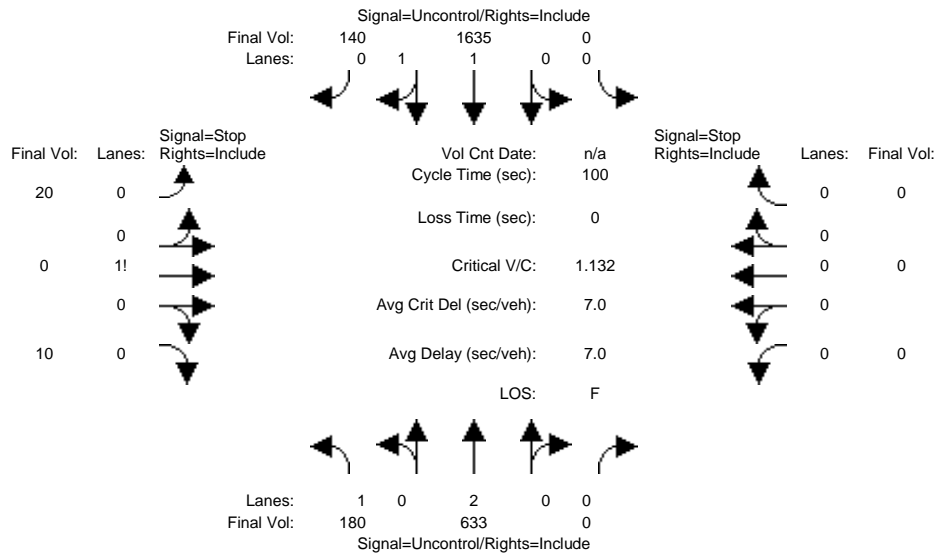 Signal=Uncontrol/Rights=Include
Final Vol: 140 1635 0
Lanes: 0 1 1 0 0
Signal=Stop
Final Vol: Lanes: Rights=Include
Vol Cnt Date: n/a
Signal=Stop
Rights=Include Lanes: Final Vol:
Cycle Time (sec): 100
20 0
0 0
Loss Time (sec): 0
0
0
0 1!
Critical V/C: 1.132
0 0
0
Avg Crit Del (sec/veh): 7.0
0
10 0
Avg Delay (sec/veh): 7.0
0 0
LOS: F
Lanes: 1 0 2 0 0
Final Vol: 180 633 0
Signal=Uncontrol/Rights=Include